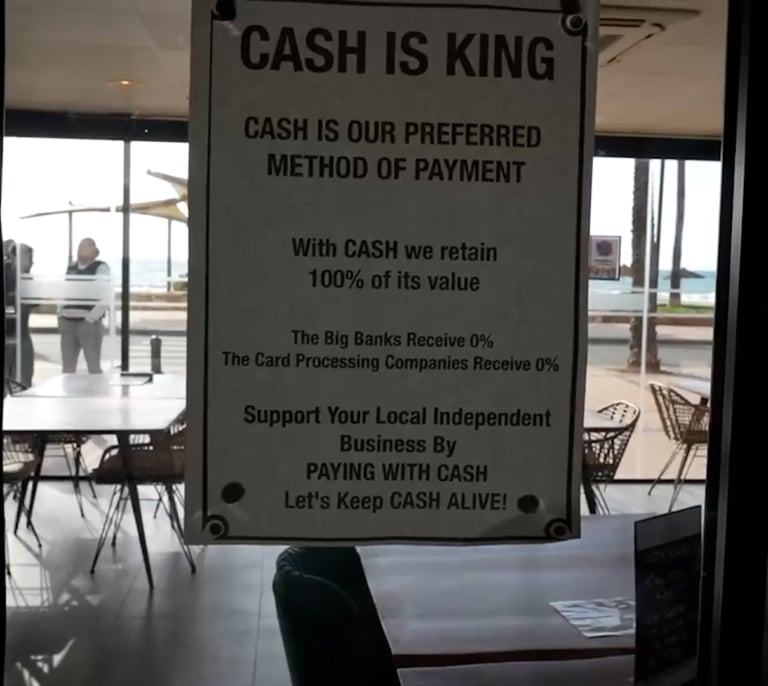 CASH IS KING
CASH IS OUR PREFERRED
METHOD OF PAYMENT
With CASH we retain
100% of its value
The Big Banks Receive 0%
The Card Processing Companies Receive 0%
Support Your Local Independent
Business By
PAYING WITH CASH
Let's Keep CASH ALIVE!